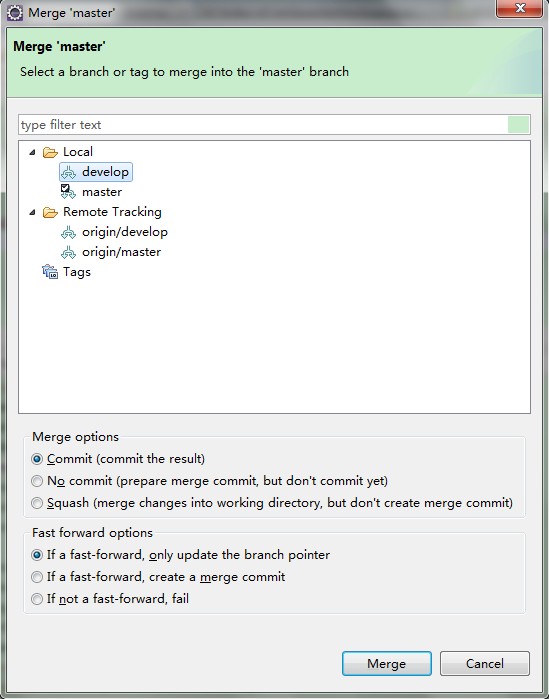 Merge 'master'
Merge 'master'
Select a branch or tag to merge into the 'master' branch
type filter text
Local
develop
master
Remote Tracking
origin/develop
origin/master
Tags
Merge options
Commit (commit the result)
No commit (prepare merge commit, but don't commit yet)
Squash (merge changes into working directory, but don't create merge commit)
Fast forward options
If a fast-forward, only update the branch pointer
If a fast-forward, create a merge commit
If not a fast-forward, fail
Merge Cancel